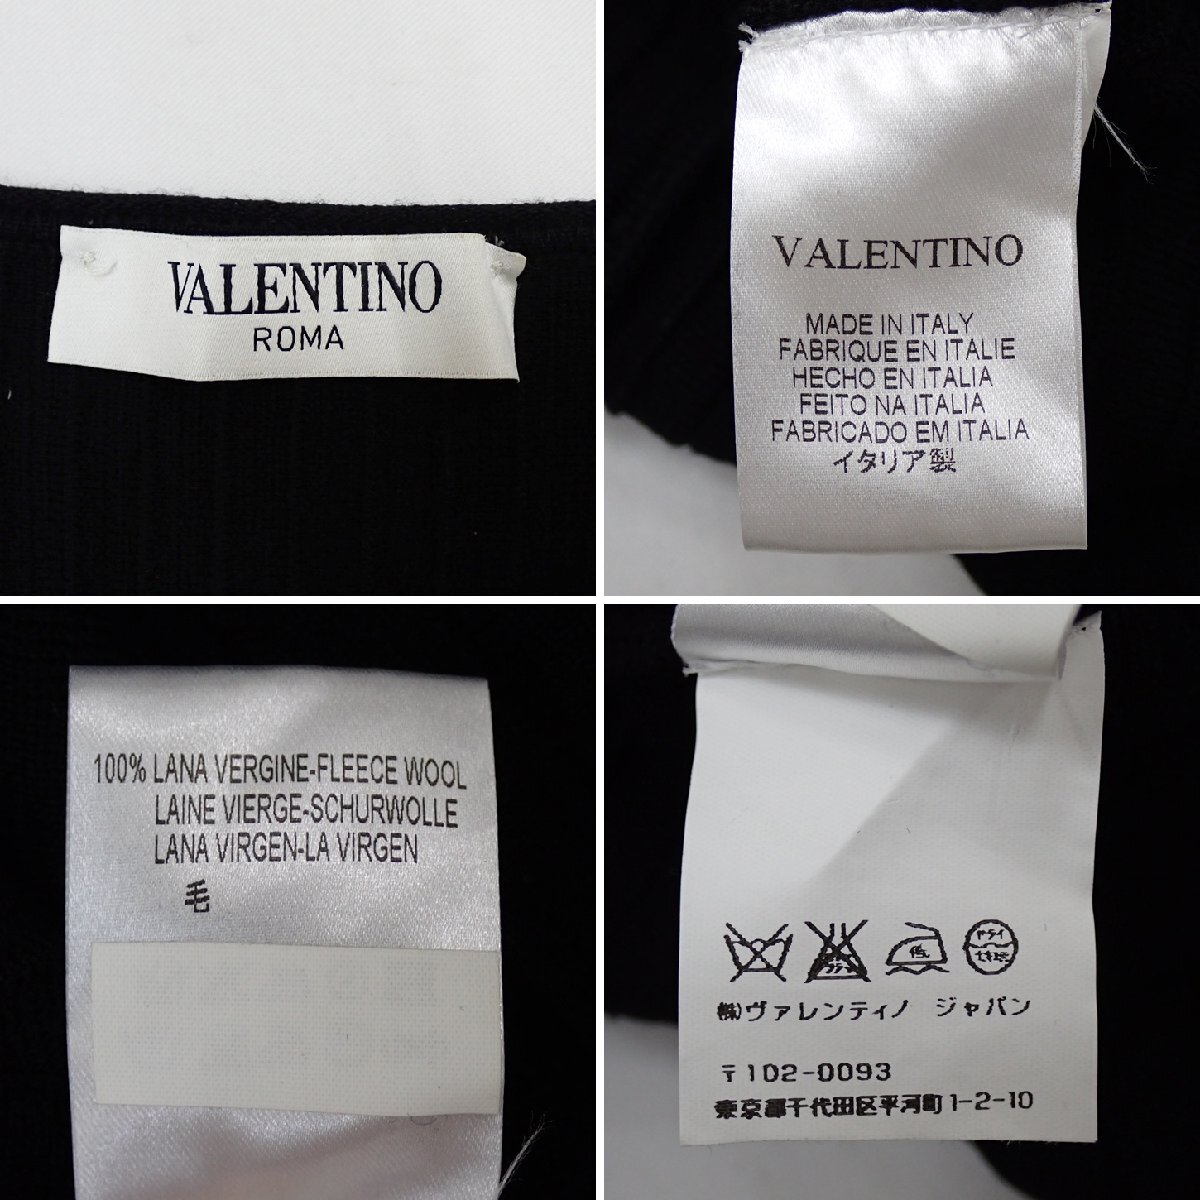 VALENTINO
ROMA
VALENTINO
MADE IN ITALY
FABRIQUE EN ITALIE
HECHO EN ITALIA
FEITO NA ITALIA
FABRICADO EM ITALIA
イタリア製
100% LANA VERGINE-FLEECE WOOL
LAINE VIERGE-SCHURWOLLE
LANA VIRGEN-LA VIRGEN
毛
㈱ヴァレンティノ ジャパン
〒102-0093
東京都千代田区平河町1-2-10